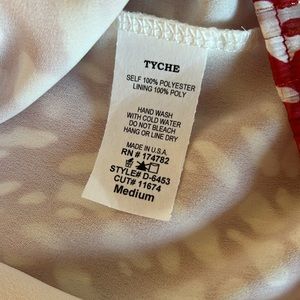 TYCHE
SELF 100% POLYESTER
LINING 100% POLY
HAND WASH
WITH COLD WATER
DO NOT BLEACH
HANG OR LINE DRY
MADE IN U.S.A
RN # 174782
STYLE# D-6453
CUT# 11674
Medium